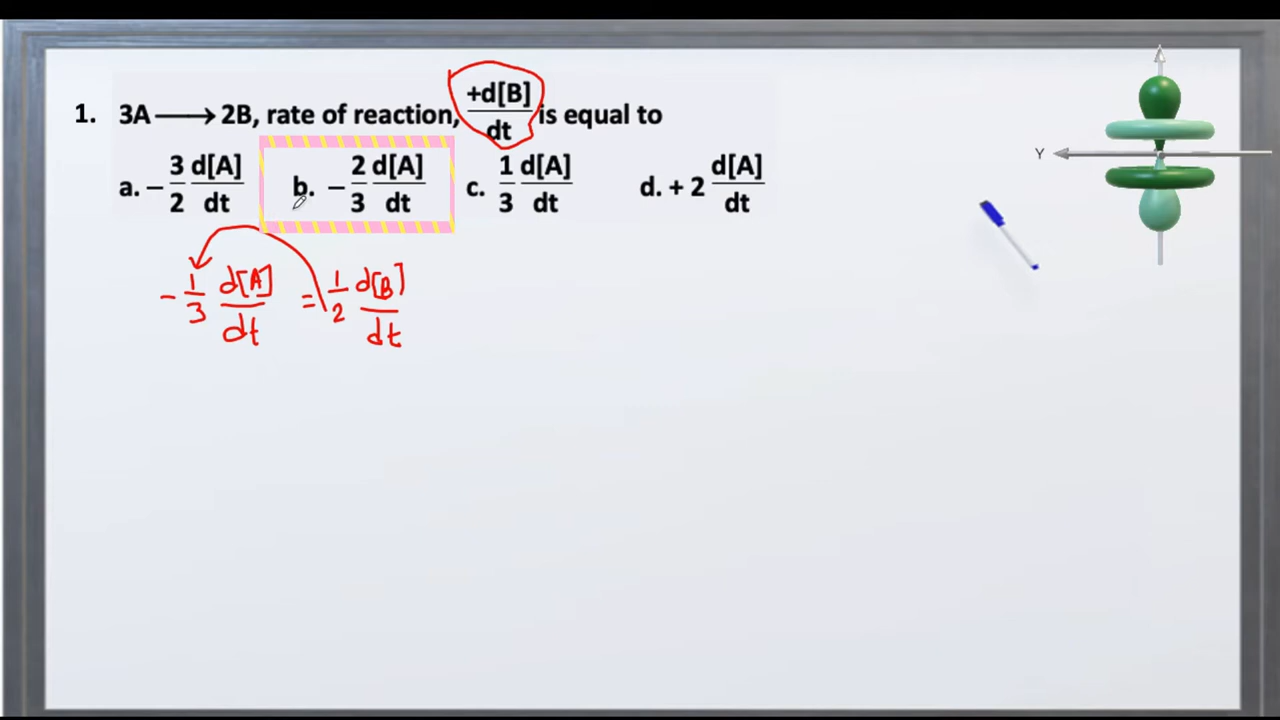 1. 3A ⟶ 2B, rate of reaction, +d[B]/dt is equal to
a. – 3/2 d[A]/dt b. – 2/3 d[A]/dt c. 1/3 d[A]/dt d. + 2 d[A]/dt
- 1/3 d[A]/dt = 1/2 d[B]/dt
Y